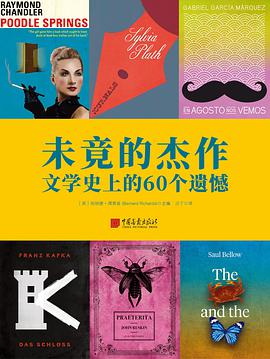 RAYMOND
CHANDLER
POODLE SPRINGS
JOURNALS
Sylvia
Plath
GABRIEL GARCÍA MÁRQUEZ
EN AGOSTO NOS VEMOS
未竟的杰作
文学史上的60个遗憾
中国画报出版社
FRANZ KAFKA
DAS SCHLOSS
PRAETERITA
JOHN RUSKIN
Saul Bellow
The
and the